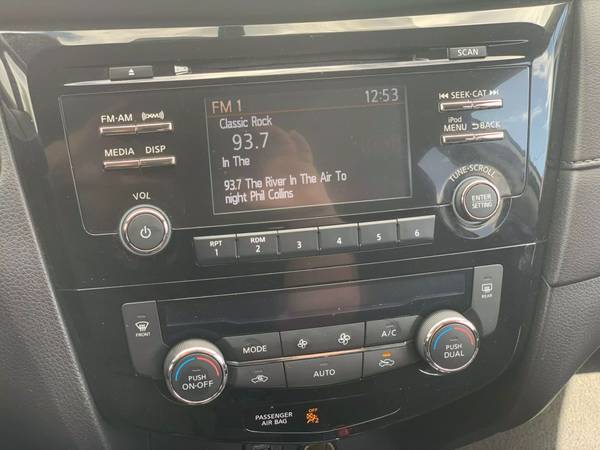 SCAN
FM·AM
SEEK·CAT
MEDIA DISP
iPod
MENU BACK
FM 1 12:53
Classic Rock
93.7
In The
93.7 The River In The Air To
night Phil Collins
VOL
TUNE·SCROLL
ENTER
SETTING
RPT
1
RDM
2
3
4
5
6
FRONT
REAR
MODE
A/C
AUTO
PUSH
ON·OFF
PUSH
DUAL
PASSENGER
AIR BAG
OFF
2